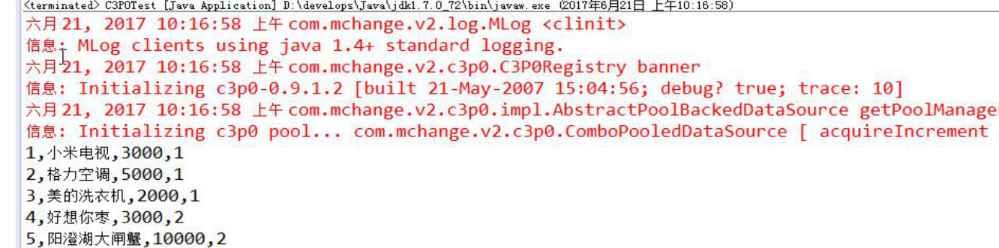 <terminated> C3P0Test [Java Application] D:\develops\Java\jdk1.7.0_72\bin\javaw.exe (2017年6月21日 上午10:16:58)
六月 21, 2017 10:16:58 上午 com.mchange.v2.log.MLog <clinit>
信息: MLog clients using java 1.4+ standard logging.
六月 21, 2017 10:16:58 上午 com.mchange.v2.c3p0.C3P0Registry banner
信息: Initializing c3p0-0.9.1.2 [built 21-May-2007 15:04:56; debug? true; trace: 10]
六月 21, 2017 10:16:58 上午 com.mchange.v2.c3p0.impl.AbstractPoolBackedDataSource getPoolManage
信息: Initializing c3p0 pool... com.mchange.v2.c3p0.ComboPooledDataSource [ acquireIncrement
1,小米电视,3000,1
2,格力空调,5000,1
3,美的洗衣机,2000,1
4,好想你枣,3000,2
5,阳澄湖大闸蟹,10000,2